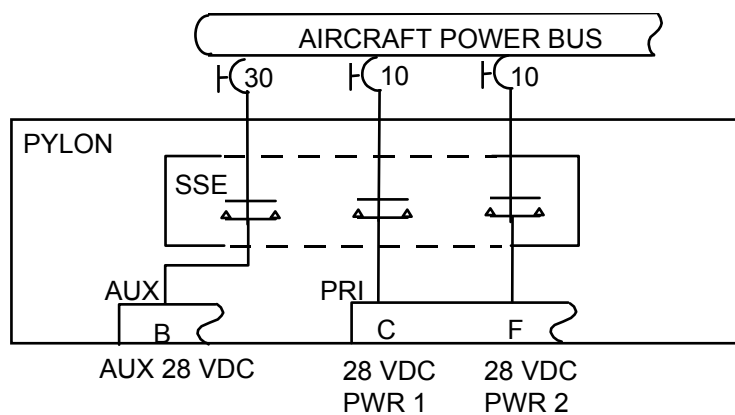 AIRCRAFT POWER BUS
30
10
10
PYLON
SSE
AUX
PRI
B
C
F
AUX 28 VDC
28 VDC
PWR 1
28 VDC
PWR 2